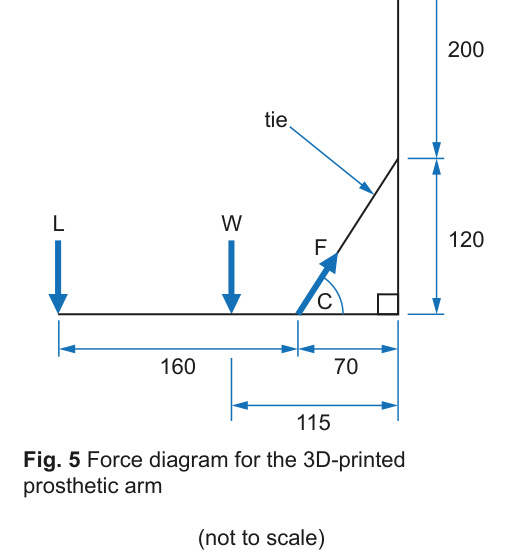 200
tie
L
W
F
120
C
160
70
115
Fig. 5 Force diagram for the 3D-printed
prosthetic arm
(not to scale)